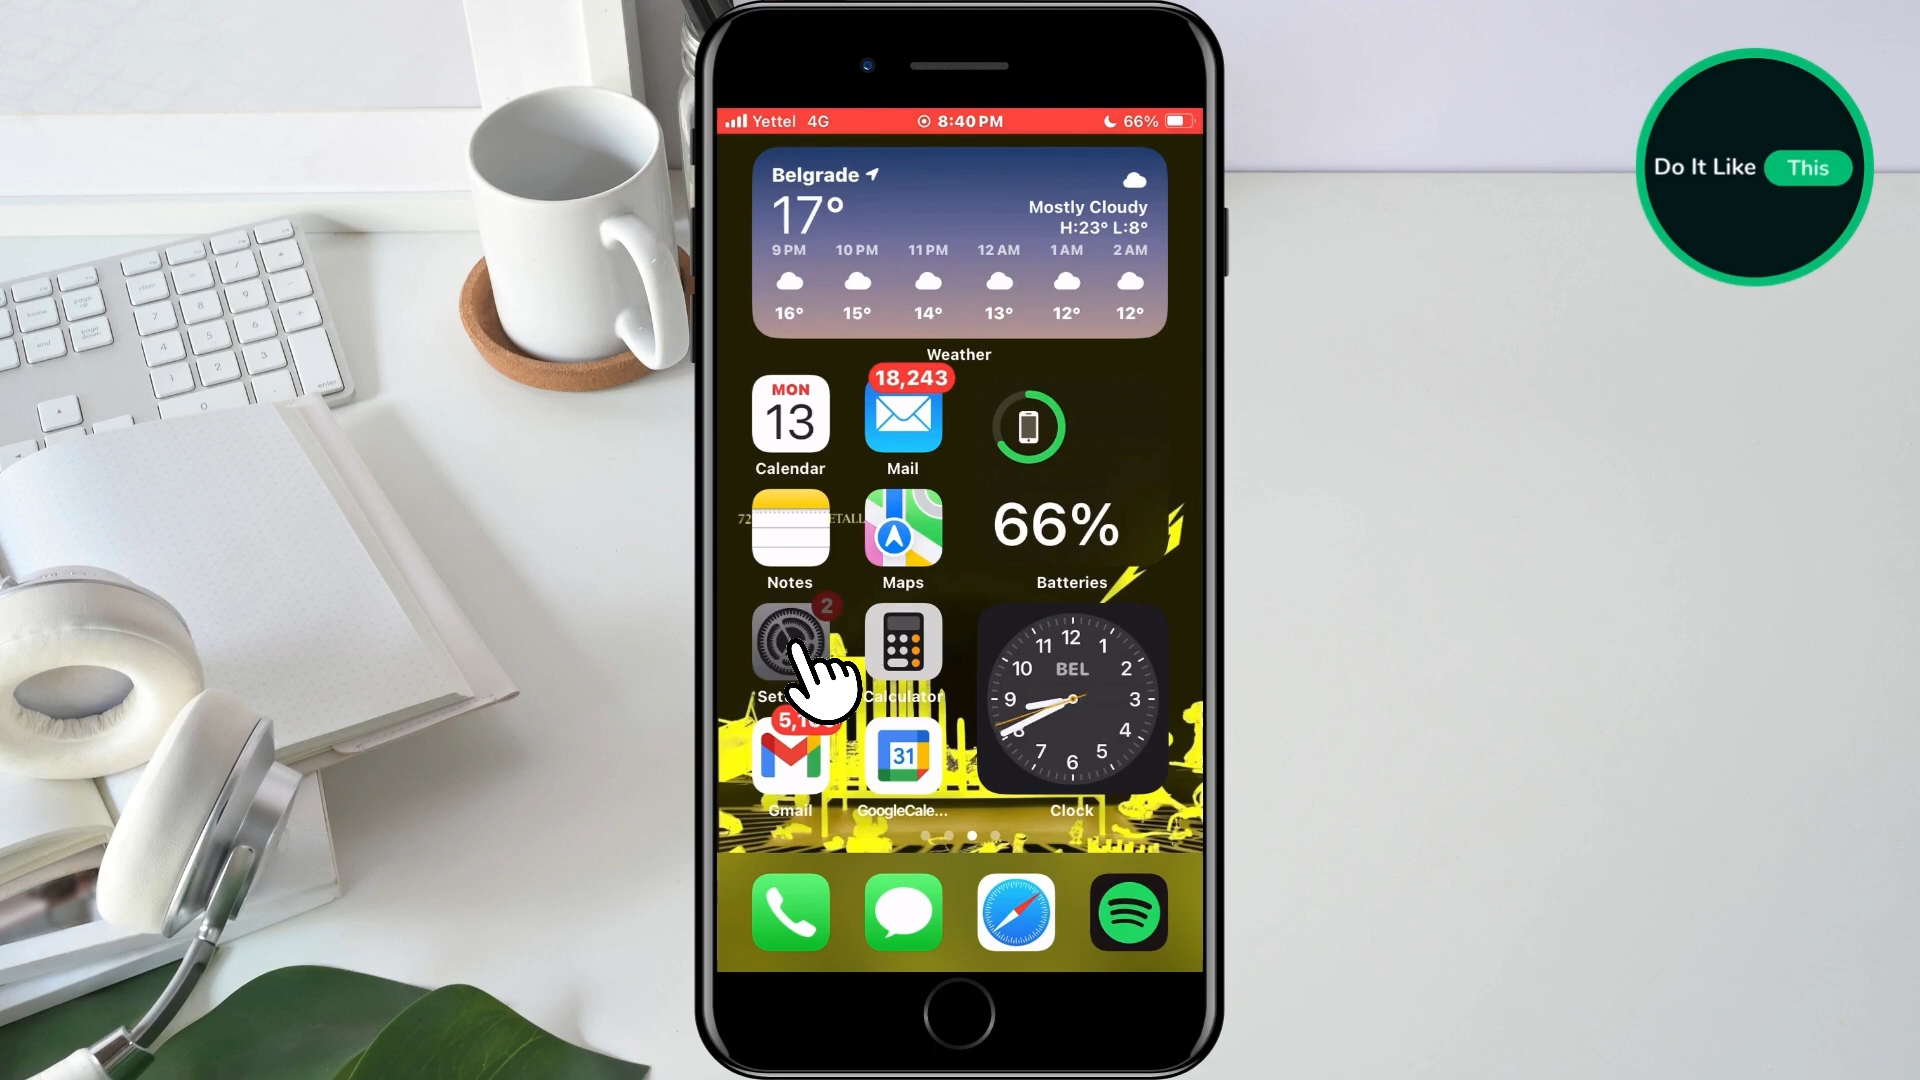 Yettel 4G 8:40 PM 66%
Do It Like This
Belgrade
17°
Mostly Cloudy
H:23° L:8°
9 PM 10 PM 11 PM 12 AM 1 AM 2 AM
16° 15° 14° 13° 12° 12°
Weather
MON
13
18,243
Calendar Mail
72 ETALL
66%
Notes Maps Batteries
2
12 1 2 3 4 5 6 7 8 9 10 11
BEL
Calculator
31
Gmail GoogleCale... Clock